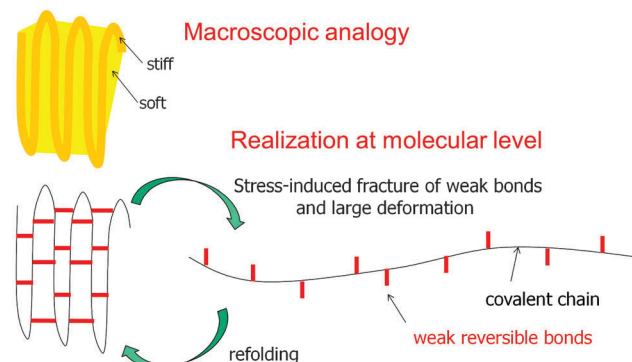 Macroscopic analogy
stiff
soft
Realization at molecular level
Stress-induced fracture of weak bonds
and large deformation
covalent chain
weak reversible bonds
refolding